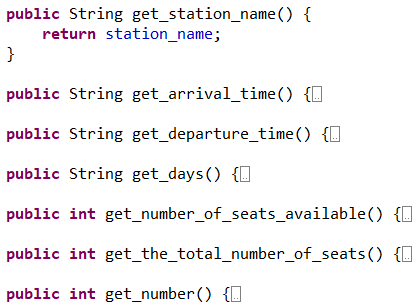 public String get_station_name() {
    return station_name;
}
public String get_arrival_time() {..
public String get_departure_time() {..
public String get_days() {..
public int get_number_of_seats_available() {..
public int get_the_total_number_of_seats() {..
public int get_number() {..